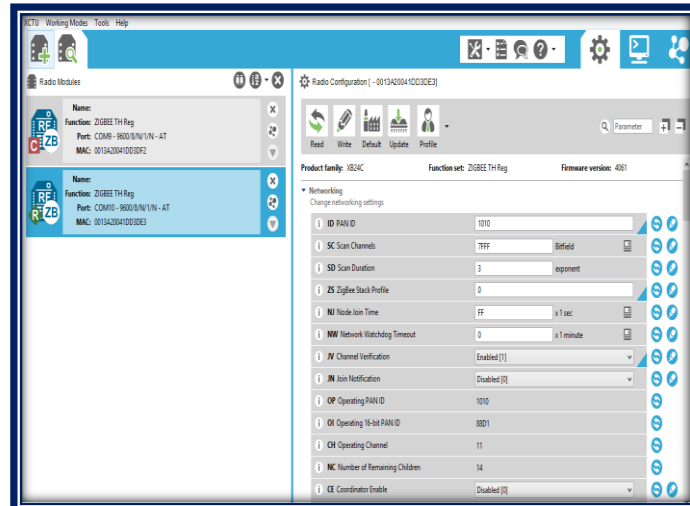 XCTU Working Modes Tools Help
Radio Modules
Name:
Function: ZIGBEE TH Reg
Port: COM9 - 9600/8/N/1/N - AT
MAC: 0013A20041DD3DF2
RF
ZB
C
Name:
Function: ZIGBEE TH Reg
Port: COM10 - 9600/8/N/1/N - AT
MAC: 0013A20041DD3DE3
RF
ZB
R
Radio Configuration [ - 0013A20041DD3DE3]
Read Write Default Update Profile
Parameter
Product family: XB24C Function set: ZIGBEE TH Reg Firmware version: 4061
Networking
Change networking settings
i ID PAN ID 1010
i SC Scan Channels 7FFF Bitfield
i SD Scan Duration 3 exponent
i ZS ZigBee Stack Profile 0
i NJ Node Join Time FF x 1 sec
i NW Network Watchdog Timeout 0 x 1 minute
i JV Channel Verification Enabled [1]
i JN Join Notification Disabled [0]
i OP Operating PAN ID 1010
i OI Operating 16-bit PAN ID 88D1
i CH Operating Channel 11
i NC Number of Remaining Children 14
i CE Coordinator Enable Disabled [0]